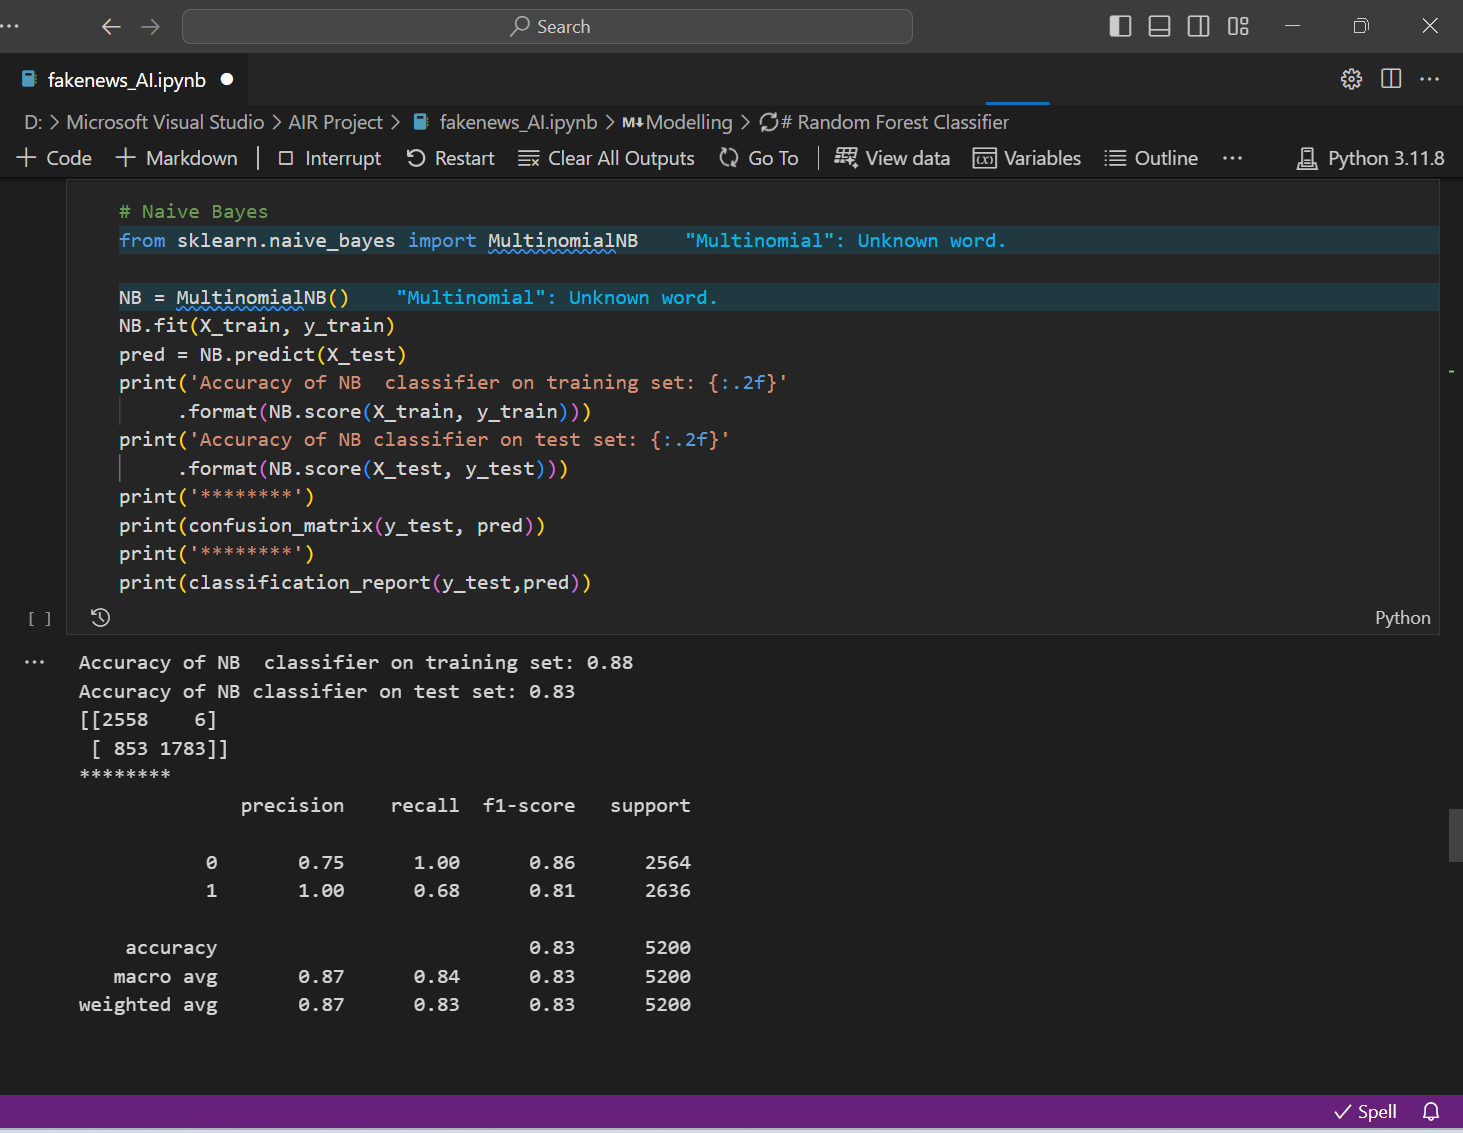 Search
fakenews_AI.ipynb
D: > Microsoft Visual Studio > AIR Project > fakenews_AI.ipynb > M↓Modelling > # Random Forest Classifier
+ Code + Markdown | Interrupt Restart Clear All Outputs Go To | View data (x) Variables Outline ... Python 3.11.8
# Naive Bayes
from sklearn.naive_bayes import MultinomialNB "Multinomial": Unknown word.
NB = MultinomialNB() "Multinomial": Unknown word.
NB.fit(X_train, y_train)
pred = NB.predict(X_test)
print('Accuracy of NB  classifier on training set: {:.2f}'
     .format(NB.score(X_train, y_train)))
print('Accuracy of NB classifier on test set: {:.2f}'
     .format(NB.score(X_test, y_test)))
print('********')
print(confusion_matrix(y_test, pred))
print('********')
print(classification_report(y_test,pred))
[ ] Python
... Accuracy of NB  classifier on training set: 0.88
Accuracy of NB classifier on test set: 0.83
[[2558    6]
 [ 853 1783]]
********
precision    recall  f1-score   support
0       0.75      1.00      0.86      2564
1       1.00      0.68      0.81      2636
accuracy                           0.83      5200
macro avg       0.87      0.84      0.83      5200
weighted avg       0.87      0.83      0.83      5200
Spell